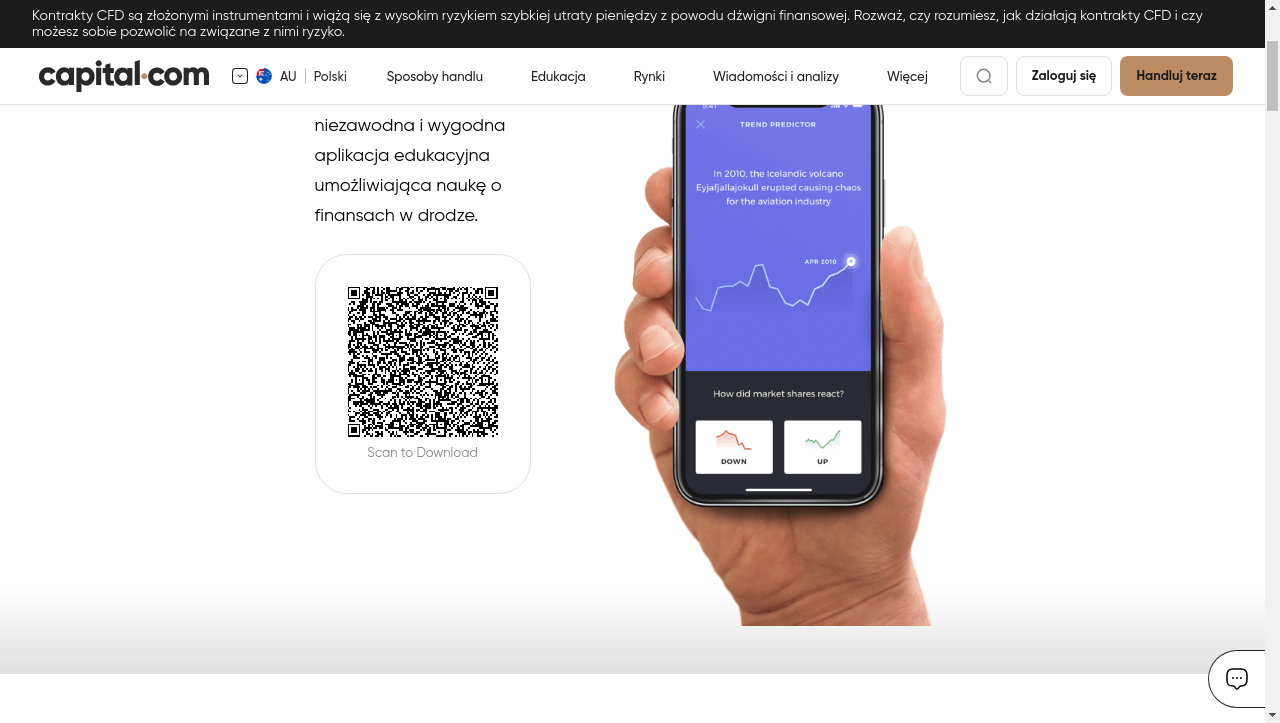 Kontrakty CFD są złożonymi instrumentami i wiążą się z wysokim ryzykiem szybkiej utraty pieniędzy z powodu dźwigni finansowej. Rozważ, czy rozumiesz, jak działają kontrakty CFD i czy
możesz sobie pozwolić na związane z nimi ryzyko.
capital.com
AU
Polski
Sposoby handlu
Edukacja
Rynki
Wiadomości i analizy
Więcej
Zaloguj się
Handluj teraz
niezawodna i wygodna
aplikacja edukacyjna
umożliwiająca naukę o
finansach w drodze.
Scan to Download
TREND PREDICTOR
In 2010, the Icelandic volcano
Eyjafjallajokull erupted causing chaos
for the aviation industry
APR 2010
How did market shares react?
DOWN
UP